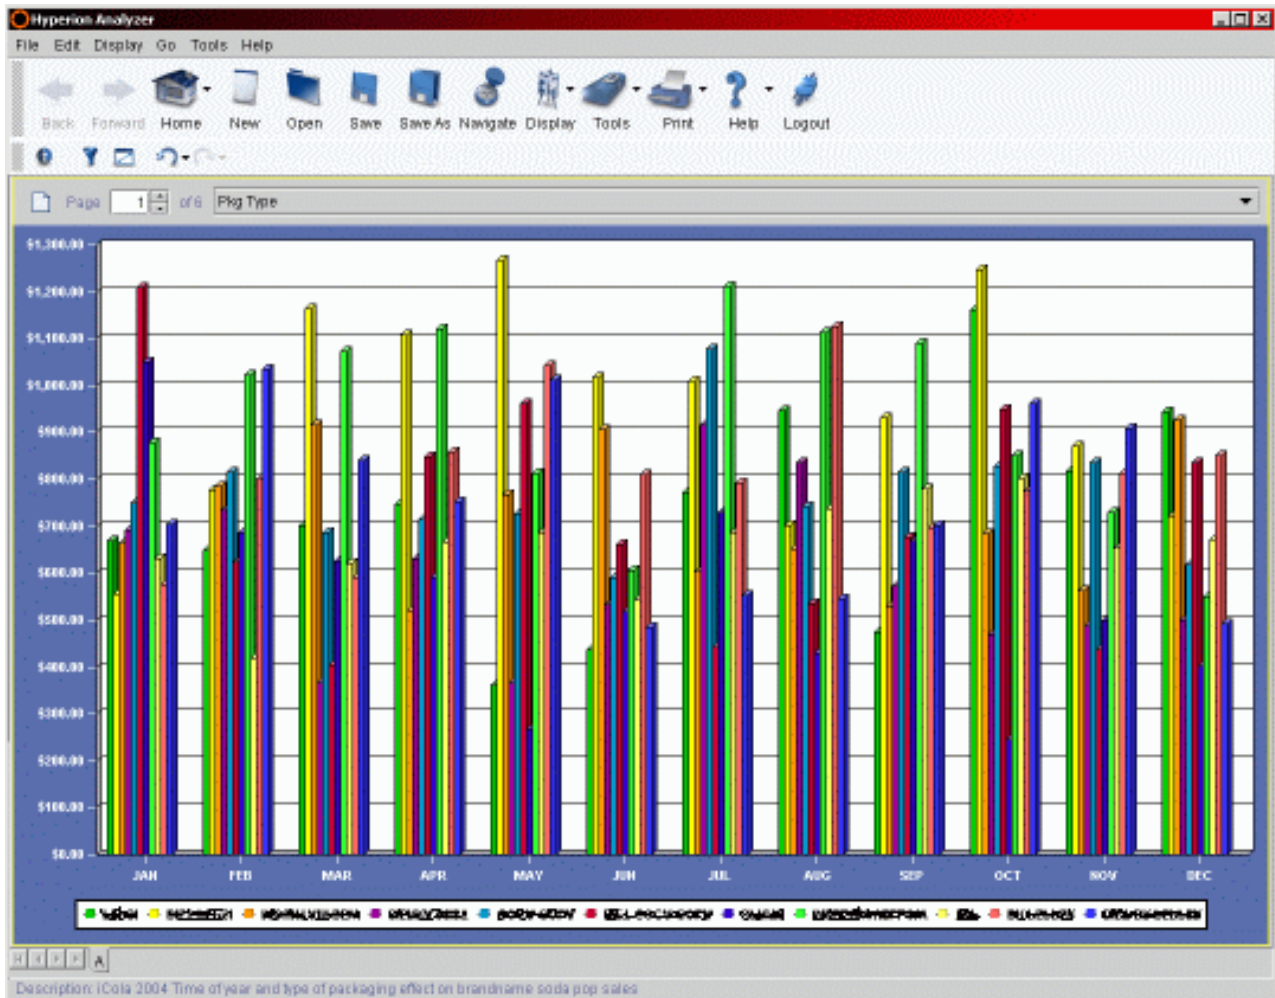 Hyperion Analyzer
File Edit Display Go Tools Help
Back Forward Home New Open Save Save As Navigate Display Tools Print Help Logout
Page 1 of 6 Pkg Type
$1,300.00
$1,200.00
$1,100.00
$1,000.00
$900.00
$800.00
$700.00
$600.00
$500.00
$400.00
$300.00
$200.00
$100.00
$0.00
JAN FEB MAR APR MAY JUN JUL AUG SEP OCT NOV DEC
A
Description: iCola 2004 Time of year and type of packaging effect on brandname soda pop sales